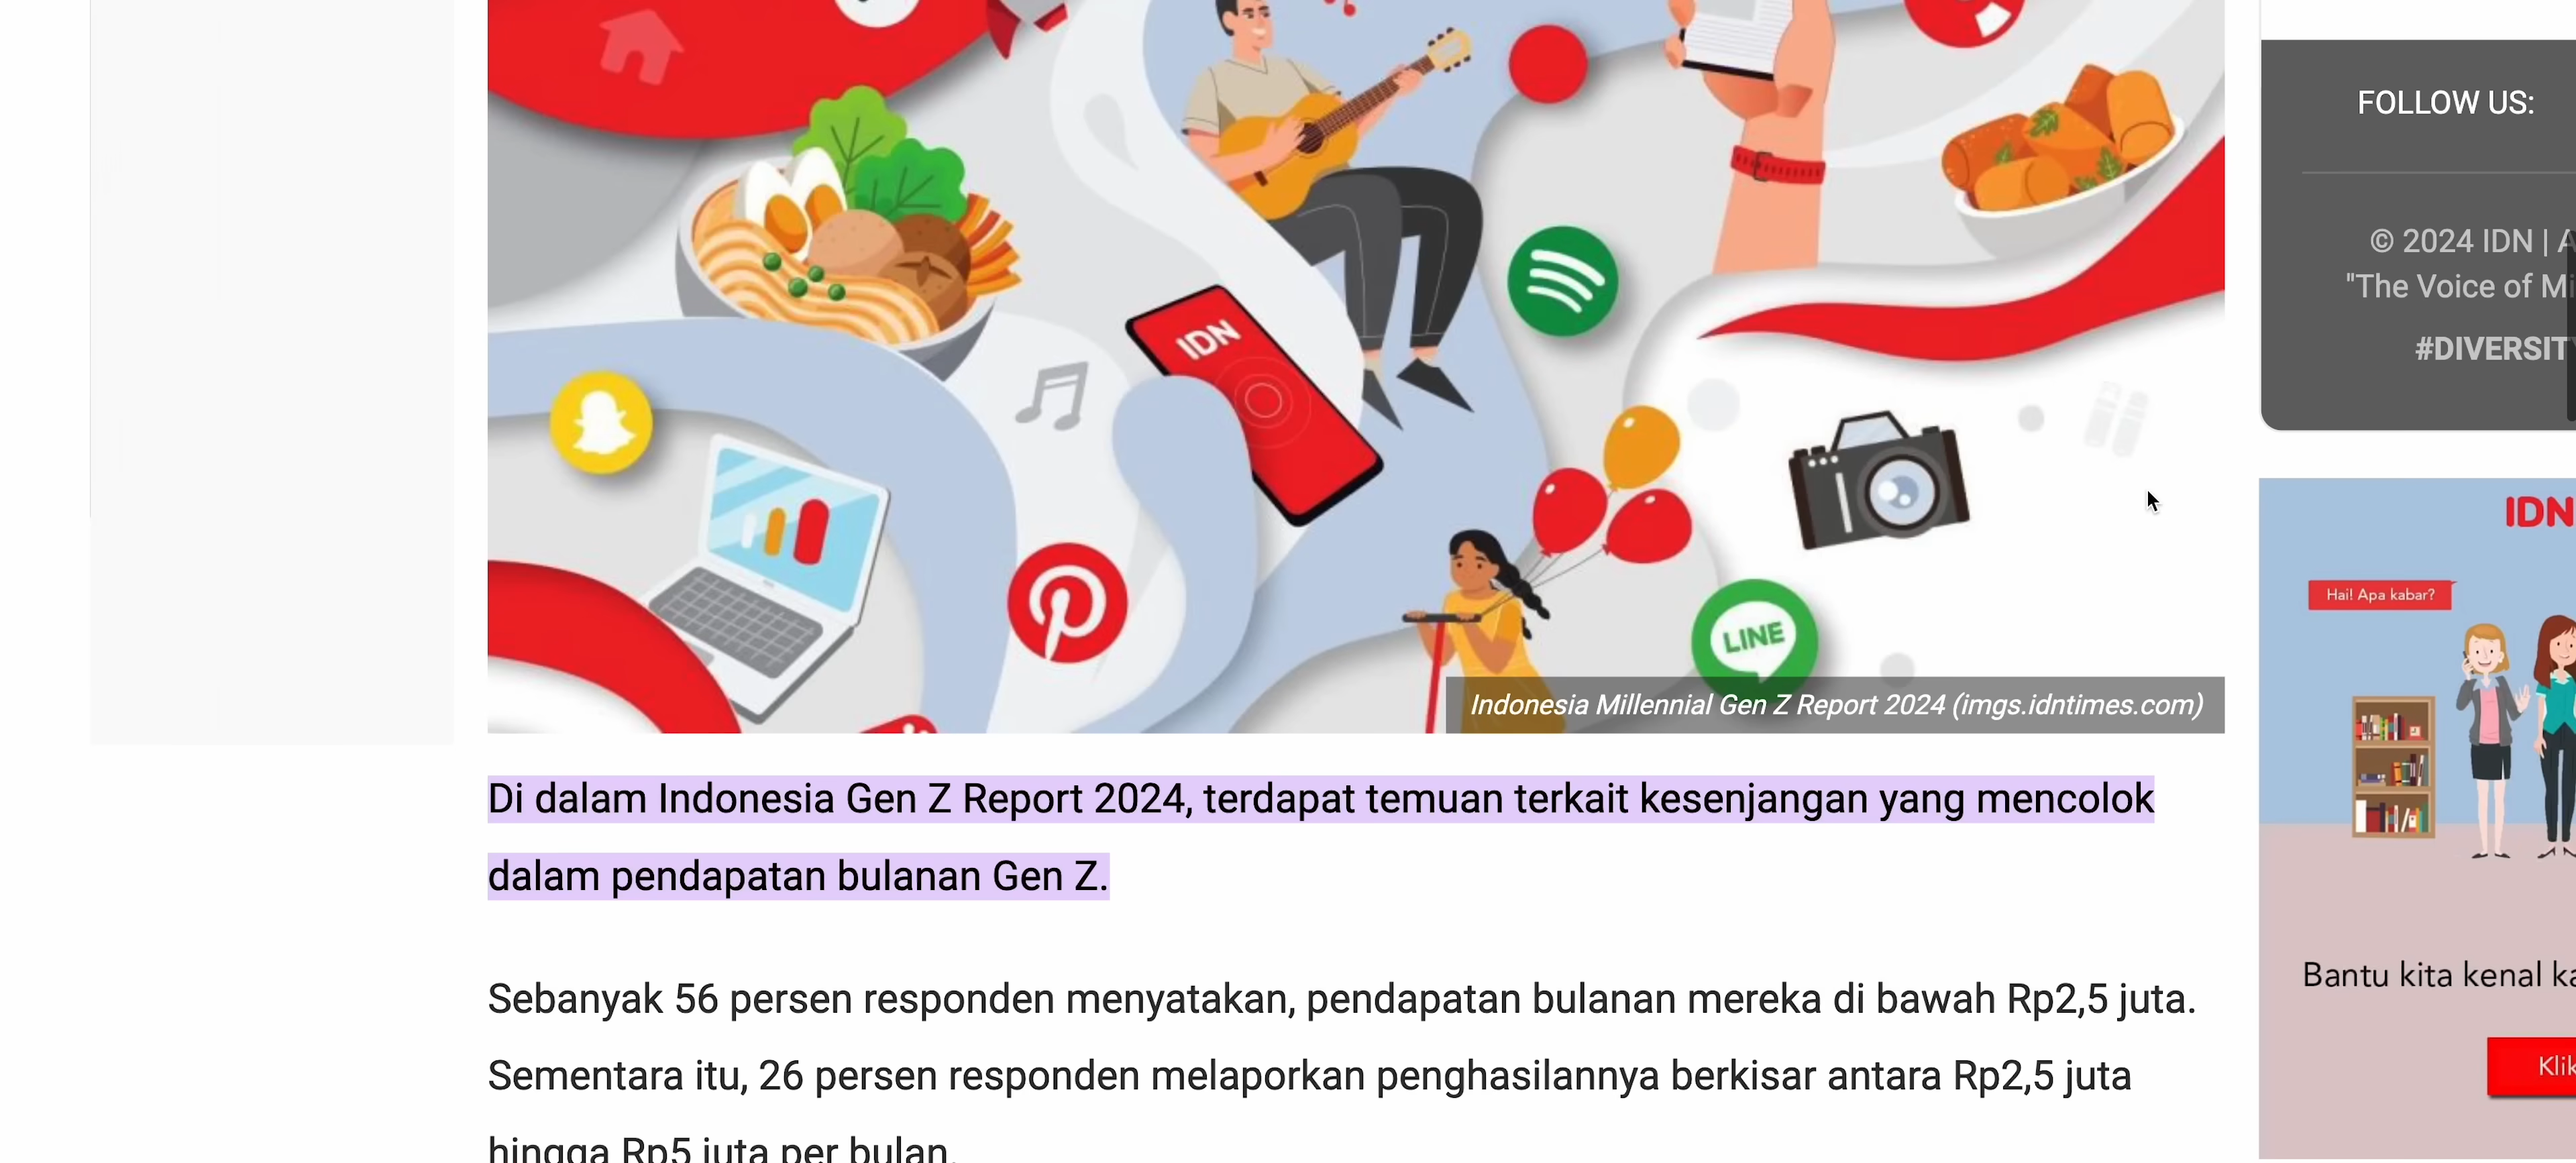 IDN
LINE
Indonesia Millennial Gen Z Report 2024 (imgs.idntimes.com)
Di dalam Indonesia Gen Z Report 2024, terdapat temuan terkait kesenjangan yang mencolok
dalam pendapatan bulanan Gen Z.
Sebanyak 56 persen responden menyatakan, pendapatan bulanan mereka di bawah Rp2,5 juta.
Sementara itu, 26 persen responden melaporkan penghasilannya berkisar antara Rp2,5 juta
hingga Rp5 juta per bulan.
FOLLOW US:
© 2024 IDN |
"The Voice of
IDN
Hai! Apa kabar?
Bantu kita kenal